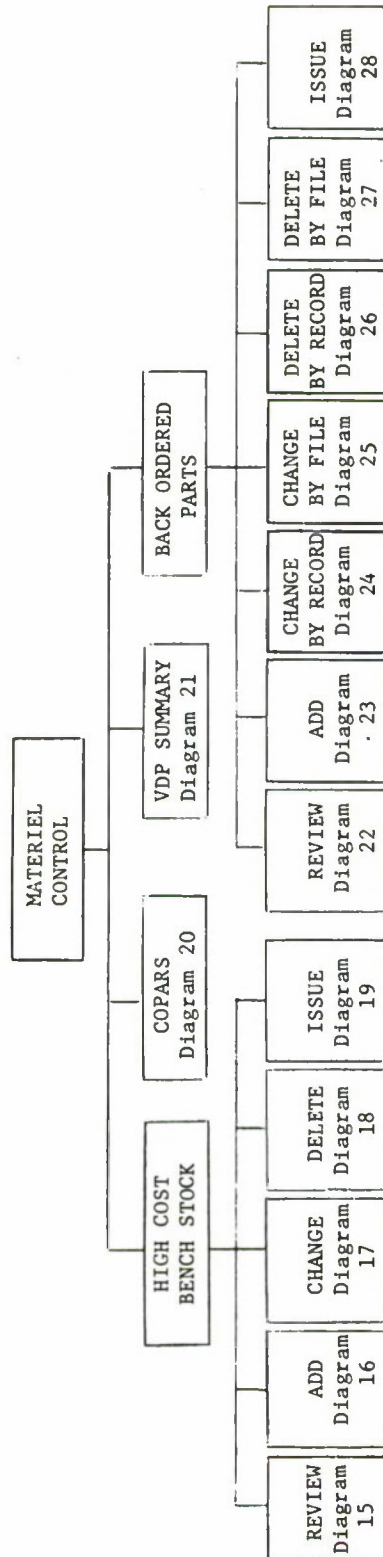 MATERIEL
CONTROL
HIGH COST
BENCH STOCK
COPARS
Diagram 20
VDP SUMMARY
Diagram 21
BACK ORDERED
PARTS
REVIEW
Diagram
15
ADD
Diagram
16
CHANGE
Diagram
17
DELETE
Diagram
18
ISSUE
Diagram
19
REVIEW
Diagram
22
ADD
Diagram
. 23
CHANGE
BY RECORD
Diagram
24
CHANGE
BY FILE
Diagram
25
DELETE
BY RECORD
Diagram
26
DELETE
BY FILE
Diagram
27
ISSUE
Diagram
28